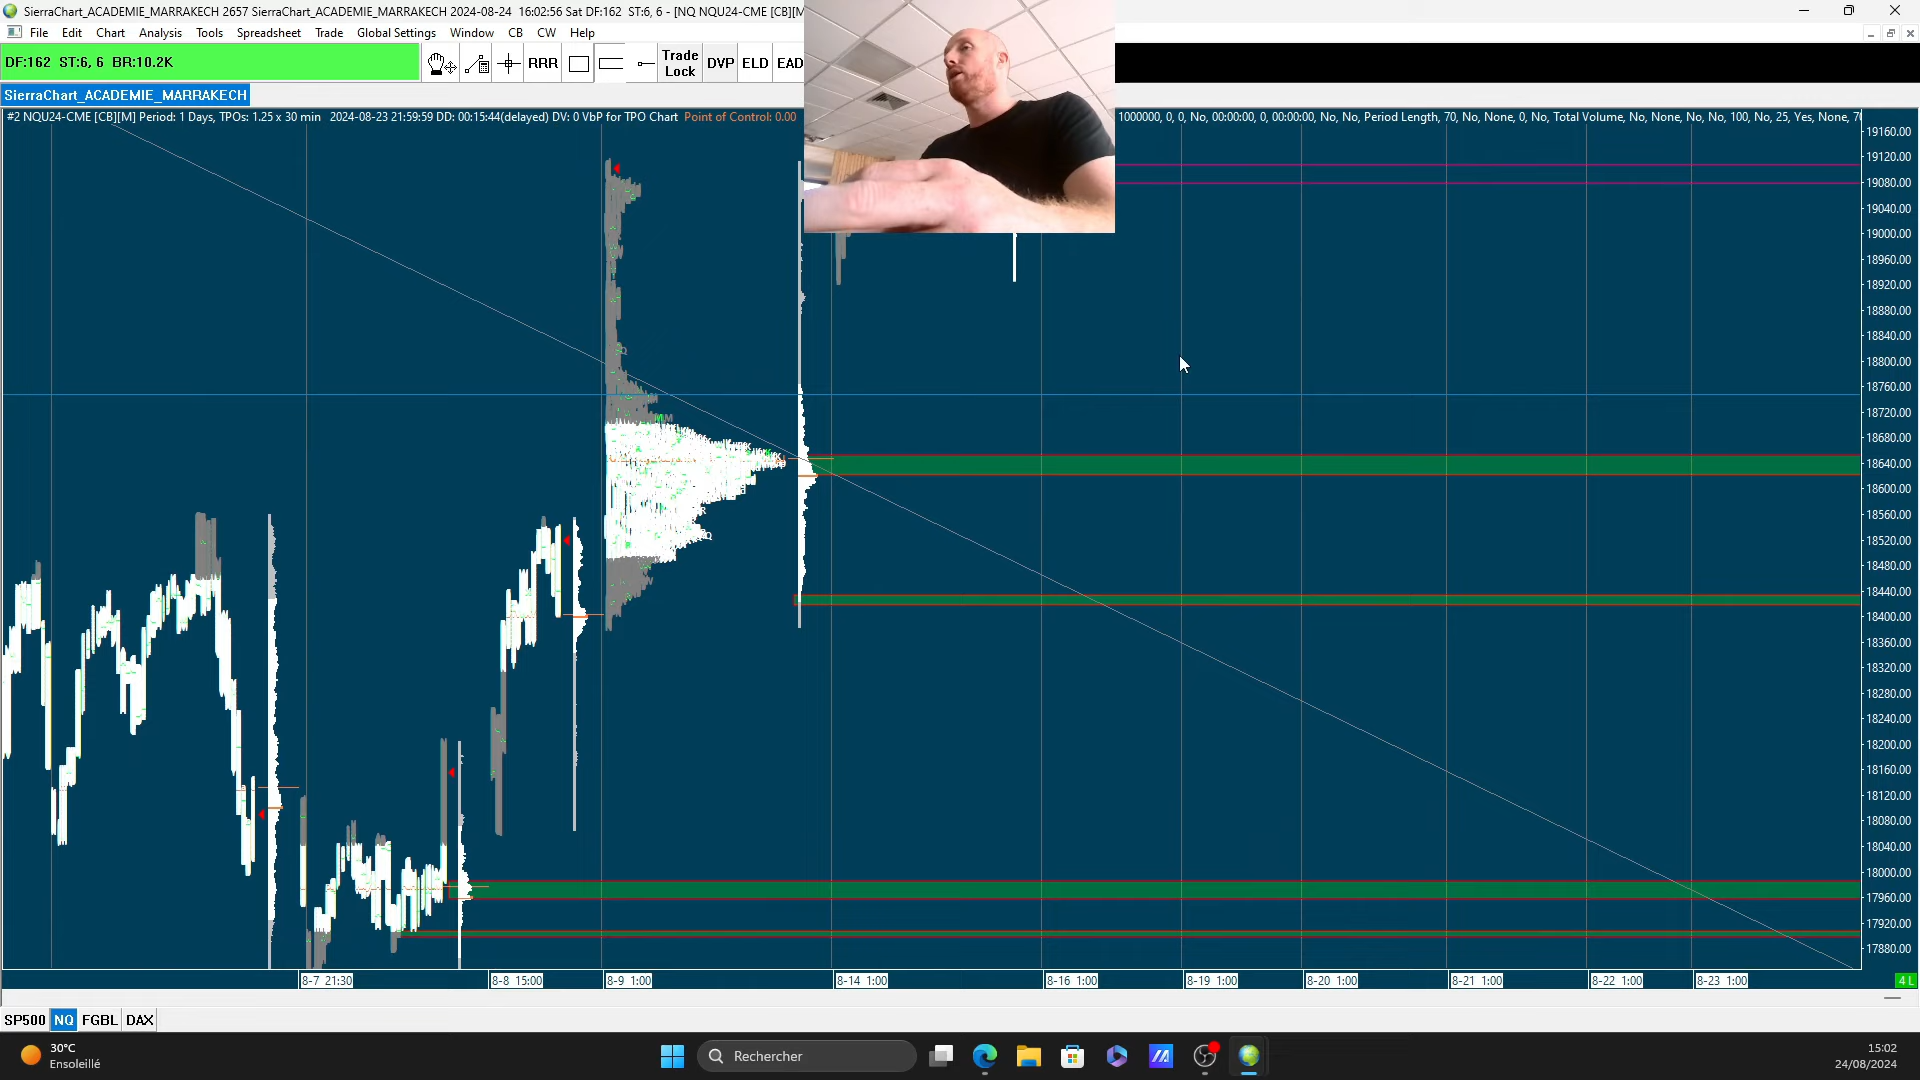 SierraChart_ACADEMIE_MARRAKECH 2657 SierraChart_ACADEMIE_MARRAKECH 2024-08-24 16:02:56 Sat DF:162 ST:6, 6 - [NQ NQU24-CME [CB][M
File Edit Chart Analysis Tools Spreadsheet Trade Global Settings Window CB CW Help
DF:162 ST:6, 6 BR:10.2K
RRR Trade Lock DVP ELD EAD
SierraChart_ACADEMIE_MARRAKECH
#2 NQU24-CME [CB][M] Period: 1 Days, TPOs: 1.25 x 30 min 2024-08-23 21:59:59 DD: 00:15:44(delayed) DV: 0 VbP for TPO Chart Point of Control: 0.00
1000000, 0, 0, No, 00:00:00, 0, 00:00:00, No, No, Period Length, 70, No, None, 0, No, Total Volume, No, None, No, No, 100, No, 25, Yes, None,
19160.00
19120.00
19080.00
19040.00
19000.00
18960.00
18920.00
18880.00
18840.00
18800.00
18760.00
18720.00
18680.00
18640.00
18600.00
18560.00
18520.00
18480.00
18440.00
18400.00
18360.00
18320.00
18280.00
18240.00
18200.00
18160.00
18120.00
18080.00
18040.00
18000.00
17960.00
17920.00
17880.00
8-7 21:30 8-8 15:00 8-9 1:00 8-14 1:00 8-16 1:00 8-19 1:00 8-20 1:00 8-21 1:00 8-22 1:00 8-23 1:00 4 L
SP500 NQ FGBL DAX
30°C
Ensoleillé
Rechercher
15:02
24/08/2024